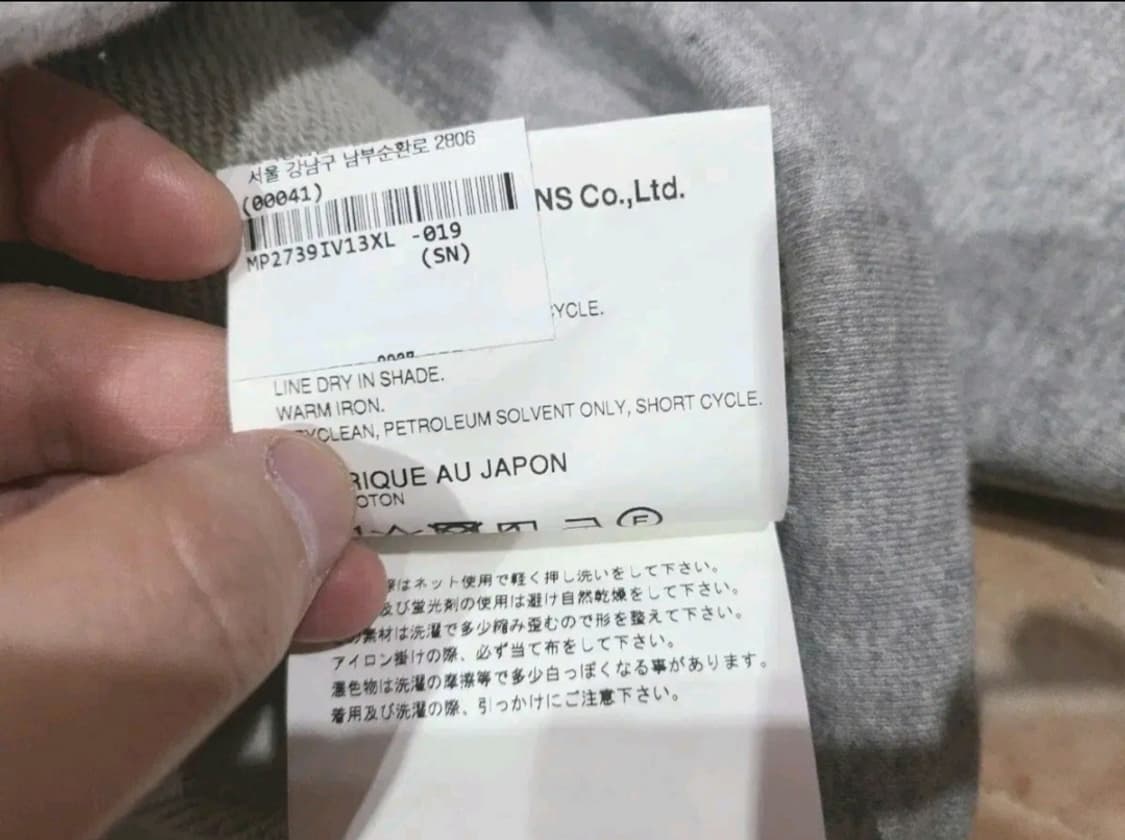 서울 강남구 남부순환로 2806
(00041)
NS Co.,Ltd.
MP2739IV13XL -019
(SN)
YCLE.
LINE DRY IN SHADE.
WARM IRON.
YCLEAN, PETROLEUM SOLVENT ONLY, SHORT CYCLE.
RIQUE AU JAPON
OTON
F
際はネット使用で軽く押し洗いをして下さい。
及び蛍光剤の使用は避け自然乾燥をして下さい。
の素材は洗濯で多少縮み歪むので形を整えて下さい。
アイロン掛けの際、必ず当て布をして下さい。
濃色物は洗濯の摩擦等で多少白っぽくなる事があります。
着用及び洗濯の際、引っかけにご注意下さい。